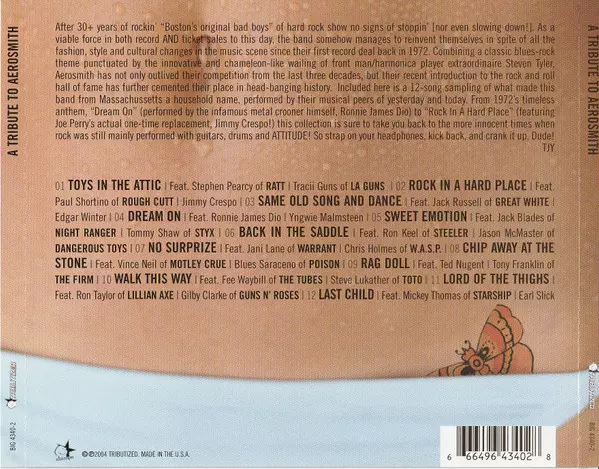 After 30+ years of rockin' "Boston's original bad boys" of hard rock show no signs of stoppin' [nor even slowing down!]. As a
viable force in both record AND ticket sales to this day, the band somehow manages to reinvent themselves in spite of all the
fashion, style and cultural changes in the music scene since their first record deal back in 1972. Combining a classic blues-rock
theme punctuated by the innovative and chameleon-like wailing of front man/harmonica player extraordinaire Steven Tyler,
Aerosmith has not only outlived their competition from the last three decades, but their recent introduction to the rock and roll
hall of fame has further cemented their place in head-banging history. Included here is a 12-song sampling of what made this
band from Massachussetts a household name, performed by their musical peers of yesterday and today. From 1972's timeless
anthem, "Dream On" (performed by the infamous metal crooner himself, Ronnie James Dio) to "Rock In A Hard Place" (featuring
Joe Perry's actual one-time replacement, Jimmy Crespo!) this collection is sure to take you back to the more innocent times when
rock was still mainly performed with guitars, drums and ATTITUDE! So strap on your headphones, kick back, and crank it up, Dude!
TJY
01 TOYS IN THE ATTIC | Feat. Stephen Pearcy of RATT | Tracii Guns of LA GUNS | 02 ROCK IN A HARD PLACE | Feat.
Paul Shortino of ROUGH CUTT | Jimmy Crespo | 03 SAME OLD SONG AND DANCE | Feat. Jack Russell of GREAT WHITE |
Edgar Winter | 04 DREAM ON | Feat. Ronnie James Dio | Yngwie Malmsteen | 05 SWEET EMOTION | Feat. Jack Blades of
NIGHT RANGER | Tommy Shaw of STYX | 06 BACK IN THE SADDLE | Feat. Ron Keel of STEELER | Jason McMaster of
DANGEROUS TOYS | 07 NO SURPRIZE | Feat. Jani Lane of WARRANT | Chris Holmes of W.A.S.P. | 08 CHIP AWAY AT THE
STONE | Feat. Vince Neil of MOTLEY CRUE | Blues Saraceno of POISON | 09 RAG DOLL | Feat. Ted Nugent | Tony Franklin of
THE FIRM | 10 WALK THIS WAY | Feat. Fee Waybill of THE TUBES | Steve Lukather of TOTO | 11 LORD OF THE THIGHS |
Feat. Ron Taylor of LILLIAN AXE | Gilby Clarke of GUNS N' ROSES | 12 LAST CHILD | Feat. Mickey Thomas of STARSHIP | Earl Slick
©℗2004 TRIBUTIZED. MADE IN THE U.S.A.
6 66496 43402 8
A TRIBUTE TO AEROSMITH
BIG 4340-2
A TRIBUTE TO AEROSMITH
BIG 4340-2